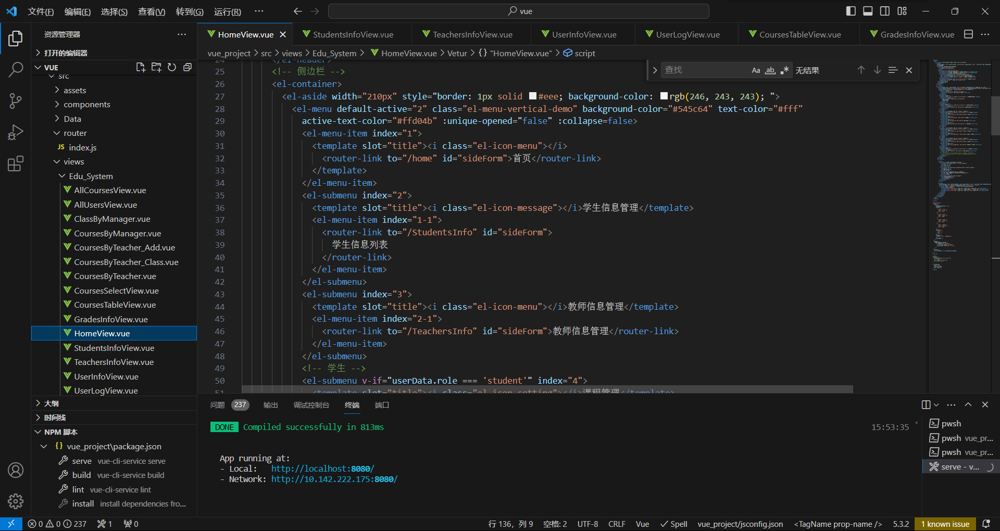 文件(F) 编辑(E) 选择(S) 查看(V) 转到(G) 运行(R) ··· vue
资源管理器 ···
打开的编辑器
VUE
src
assets
components
Data
router
JS index.js
views
Edu_System
AllCoursesView.vue
AllUsersView.vue
ClassByManager.vue
CoursesByManager.vue
CoursesByTeacher_Add.vue
CoursesByTeacher_Class.vue
CoursesByTeacher.vue
CoursesSelectView.vue
CoursesTableView.vue
GradesInfoView.vue
HomeView.vue
StudentsInfoView.vue
TeachersInfoView.vue
UserInfoView.vue
UserLogView.vue
大纲
时间线
NPM 脚本
{} vue_project\package.json
serve vue-cli-service serve
build vue-cli-service build
lint vue-cli-service lint
install install dependencies fro...
HomeView.vue StudentsInfoView.vue TeachersInfoView.vue UserInfoView.vue UserLogView.vue CoursesTableView.vue GradesInfoView.vue ···
vue_project > src > views > Edu_System > HomeView.vue > Vetur > {} "HomeView.vue" > script
查找 Aa ab 无结果
24 </el-header>
25 <!-- 侧边栏 -->
26 <el-container>
27 <el-aside width="210px" style="border: 1px solid #eee; background-color: rgb(246, 243, 243); ">
28 <el-menu default-active="2" class="el-menu-vertical-demo" background-color="#545c64" text-color="#fff"
29 active-text-color="#ffd04b" :unique-opened="false" :collapse=false>
30 <el-menu-item index="1">
31 <template slot="title"><i class="el-icon-menu"></i>
32 <router-link to="/home" id="sideForm">首页</router-link>
33 </template>
34 </el-menu-item>
35 <el-submenu index="2">
36 <template slot="title"><i class="el-icon-message"></i>学生信息管理</template>
37 <el-menu-item index="1-1">
38 <router-link to="/StudentsInfo" id="sideForm">
39 学生信息列表
40 </router-link>
41 </el-menu-item>
42 </el-submenu>
43 <el-submenu index="3">
44 <template slot="title"><i class="el-icon-menu"></i>教师信息管理</template>
45 <el-menu-item index="2-1">
46 <router-link to="/TeachersInfo" id="sideForm">教师信息管理</router-link>
47 </el-menu-item>
48 </el-submenu>
49 <!-- 学生 -->
50 <el-submenu v-if="userData.role === 'student'" index="4">
51 <template slot="title"><i class="el-icon-setting"></i>课程管理</template>
问题 237 输出 调试控制台 终端 端口 ···
DONE Compiled successfully in 813ms 15:53:35
App running at:
- Local: http://localhost:8080/
- Network: http://10.142.222.175:8080/
pwsh
pwsh vue_pr...
pwsh vue_pr...
serve - v...
0 0 237 1 0 行 136，列 9 空格: 2 UTF-8 CRLF Vue Spell vue_project/jsconfig.json <TagName prop-name /> 5.3.2 1 known issue